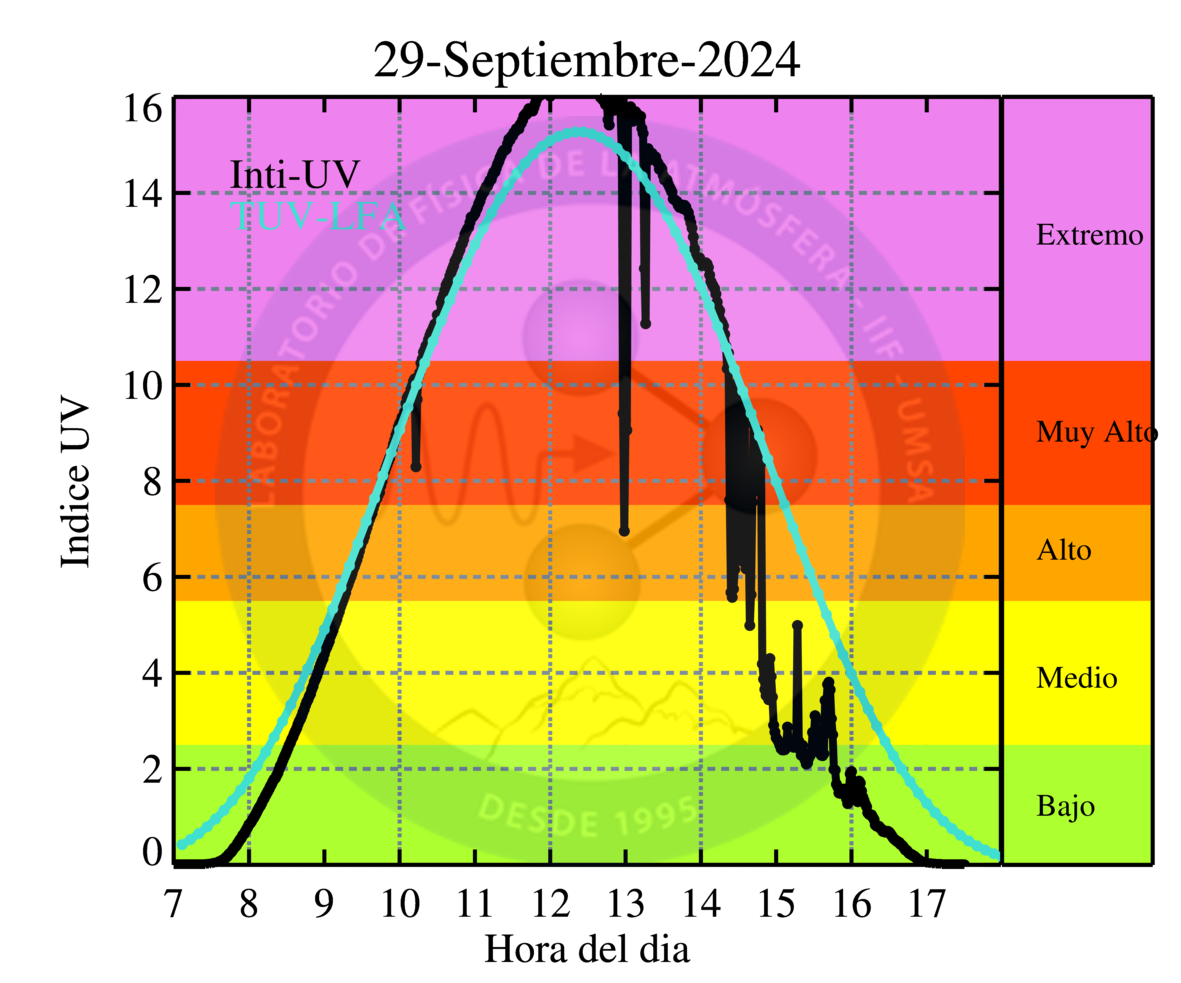 29-Septiembre-2024
16
14
12
10
8
6
4
2
0
Indice UV
Inti-UV
TUV-LFA
LABORATORIO DE FÍSICA DE LA ATMÓSFERA - IIF - UMSA
DESDE 1995
Extremo
Muy Alto
Alto
Medio
Bajo
7 8 9 10 11 12 13 14 15 16 17
Hora del dia